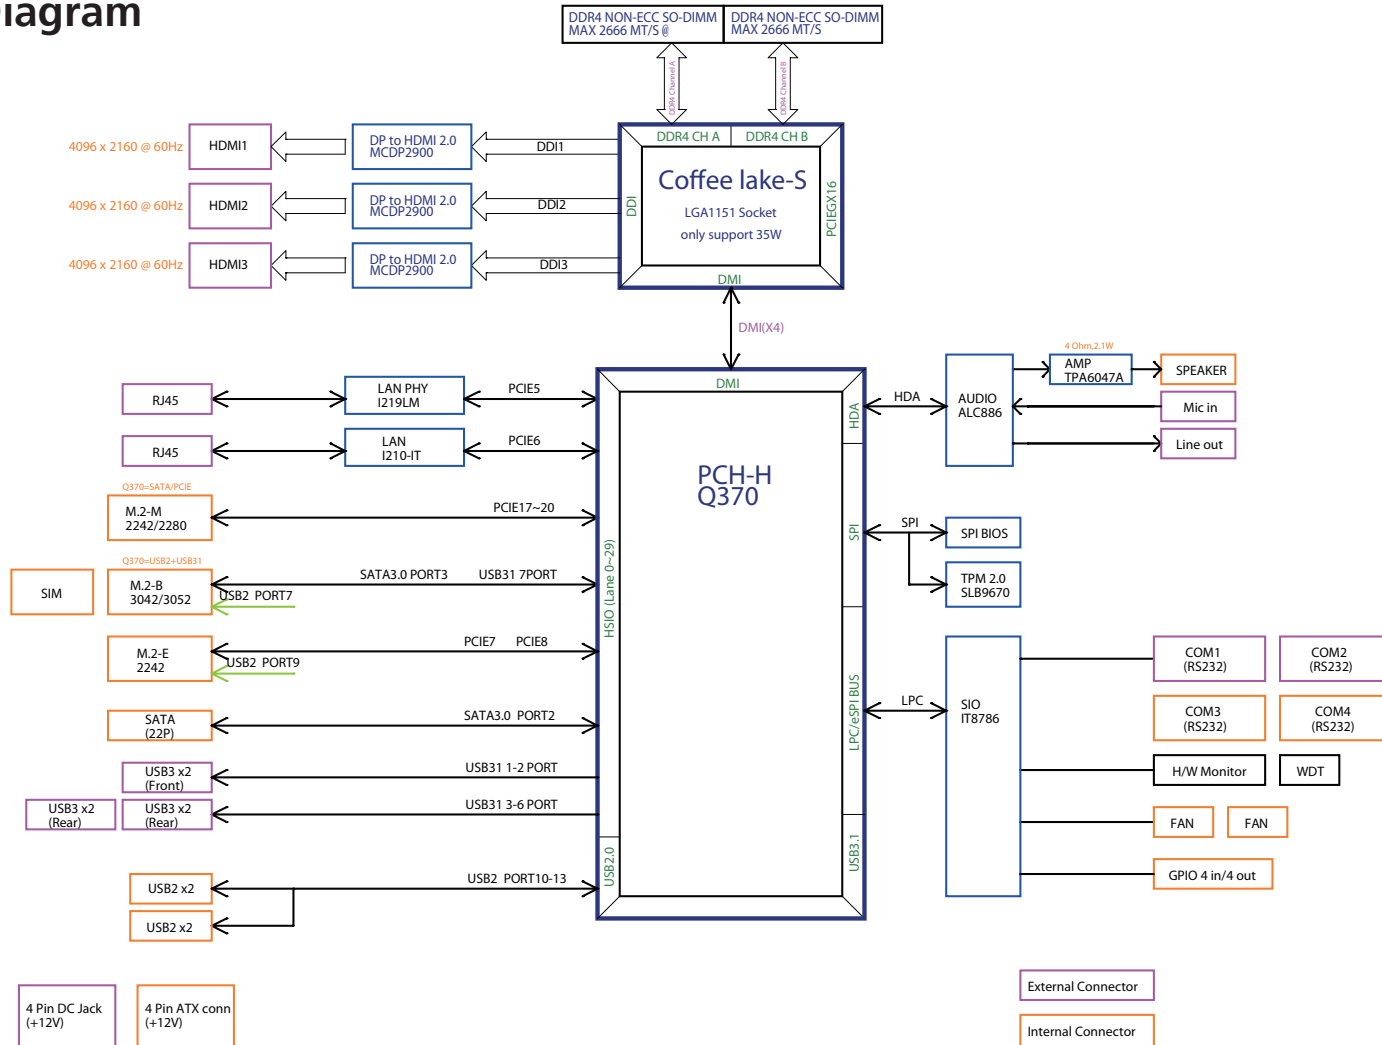 Diagram
DDR4 NON-ECC SO-DIMM
MAX 2666 MT/S @
DDR4 NON-ECC SO-DIMM
MAX 2666 MT/S
DDR4 Channel A
DDR4 Channel B
4096 x 2160 @ 60Hz
HDMI1
DP to HDMI 2.0
MCDP2900
DDI1
4096 x 2160 @ 60Hz
HDMI2
DP to HDMI 2.0
MCDP2900
DDI2
4096 x 2160 @ 60Hz
HDMI3
DP to HDMI 2.0
MCDP2900
DDI3
DDR4 CH A
DDR4 CH B
DDI
Coffee lake-S
LGA1151 Socket
only support 35W
PCIEGX16
DMI
DMI(X4)
DMI
HSIO (Lane 0~29)
USB2.0
PCH-H
Q370
HDA
SPI
LPC/eSPI BUS
USB3.1
RJ45
LAN PHY
I219LM
PCIE5
RJ45
LAN
I210-IT
PCIE6
Q370=SATA/PCIE
M.2-M
2242/2280
PCIE17~20
SIM
Q370=USB2+USB31
M.2-B
3042/3052
SATA3.0 PORT3
USB31 7PORT
USB2 PORT7
M.2-E
2242
PCIE7
PCIE8
USB2 PORT9
SATA
(22P)
SATA3.0 PORT2
USB3 x2
(Front)
USB31 1-2 PORT
USB3 x2
(Rear)
USB3 x2
(Rear)
USB31 3-6 PORT
USB2 x2
USB2 PORT10-13
USB2 x2
HDA
AUDIO
ALC886
4 Ohm,2.1W
AMP
TPA6047A
SPEAKER
Mic in
Line out
SPI
SPI BIOS
TPM 2.0
SLB9670
LPC
SIO
IT8786
COM1
(RS232)
COM2
(RS232)
COM3
(RS232)
COM4
(RS232)
H/W Monitor
WDT
FAN
FAN
GPIO 4 in/4 out
4 Pin DC Jack
(+12V)
4 Pin ATX conn
(+12V)
External Connector
Internal Connector